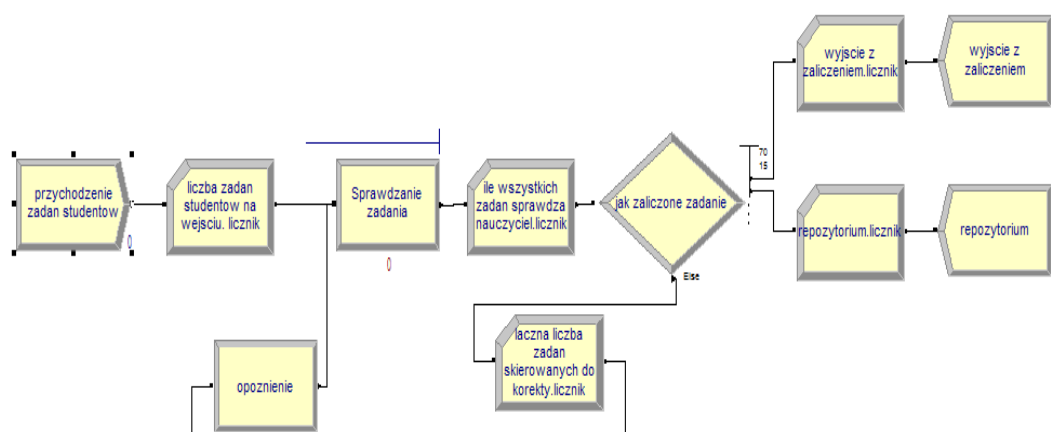 przychodzenie
zadan studentow
0
liczba zadan
studentow na
wejsciu. licznik
Sprawdzanie
zadania
0
ile wszystkich
zadan sprawdza
nauczyciel.licznik
jak zaliczone zadanie
70
15
Else
wyjscie z
zaliczeniem.licznik
wyjscie z
zaliczeniem
repozytorium.licznik
repozytorium
opoznienie
laczna liczba
zadan
skierowanych do
korekty.licznik